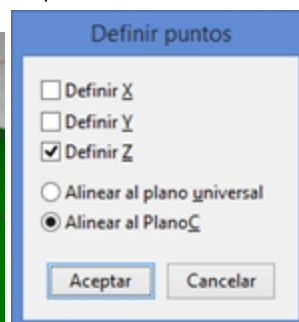 Definir puntos
Definir X
Definir Y
Definir Z
Alinear al plano universal
Alinear al PlanoC
Aceptar
Cancelar